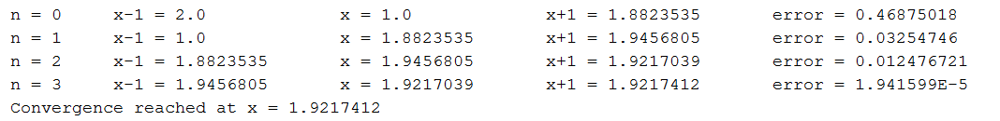 n = 0 x-1 = 2.0 x = 1.0 x+1 = 1.8823535 error = 0.46875018
n = 1 x-1 = 1.0 x = 1.8823535 x+1 = 1.9456805 error = 0.03254746
n = 2 x-1 = 1.8823535 x = 1.9456805 x+1 = 1.9217039 error = 0.012476721
n = 3 x-1 = 1.9456805 x = 1.9217039 x+1 = 1.9217412 error = 1.941599E-5
Convergence reached at x = 1.9217412